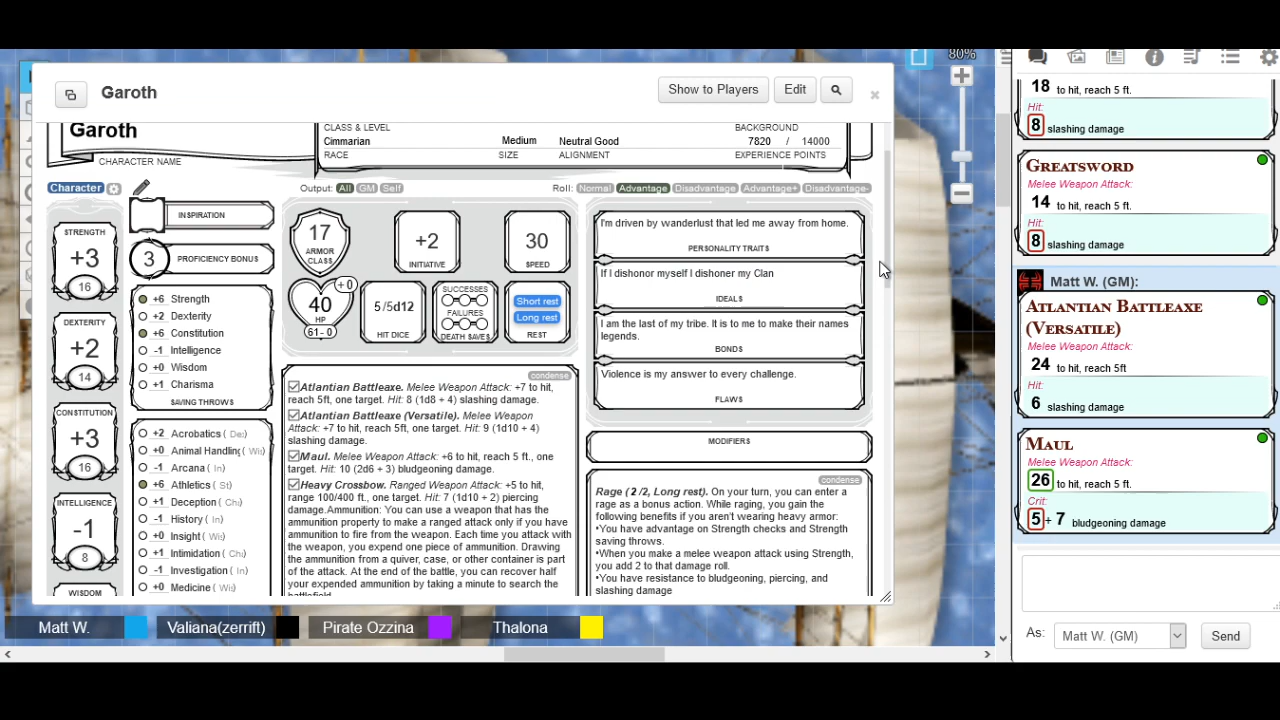 Garoth
Show to Players
Edit
Garoth
CHARACTER NAME
CLASS & LEVEL
Cimmarian
Medium
Neutral Good
BACKGROUND
7820 / 14000
RACE
SIZE
ALIGNMENT
EXPERIENCE POINTS
Character
Output: All GM Self
Roll: Normal Advantage Disadvantage Advantage+ Disadvantage-
STRENGTH
+3
16
DEXTERITY
+2
14
CONSTITUTION
+3
16
INTELLIGENCE
-1
8
WISDOM
INSPIRATION
3
PROFICIENCY BONUS
+6 Strength
+2 Dexterity
+6 Constitution
-1 Intelligence
+0 Wisdom
+1 Charisma
SAVING THROWS
+2 Acrobatics
+0 Animal Handling
-1 Arcana ( In)
+6 Athletics ( St)
+1 Deception
-1 History ( In)
+0 Insight
+1 Intimidation
-1 Investigation ( In)
+0 Medicine
17
ARMOR
CLASS
+2
INITIATIVE
30
SPEED
+0
40
HP
61- 0
5 /5d12
HIT DICE
SUCCESSES
FAILURES
DEATH SAVES
Short rest
Long rest
REST
condense
Atlantian Battleaxe. Melee Weapon Attack: +7 to hit,
reach 5ft, one target. Hit: 8 (1d8 + 4) slashing damage.
Atlantian Battleaxe (Versatile). Melee Weapon
Attack: +7 to hit, reach 5ft, one target. Hit: 9 (1d10 + 4)
slashing damage.
Maul. Melee Weapon Attack: +6 to hit, reach 5 ft., one
target. Hit: 10 (2d6 + 3) bludgeoning damage.
Heavy Crossbow. Ranged Weapon Attack: +5 to hit,
range 100/400 ft., one target. Hit: 7 (1d10 + 2) piercing
damage.Ammunition: You can use a weapon that has the
ammunition property to make a ranged attack only if you have
ammunition to fire from the weapon. Each time you attack with
the weapon, you expend one piece of ammunition. Drawing
the ammunition from a quiver, case, or other container is part
of the attack. At the end of the battle, you can recover half
your expended ammunition by taking a minute to search the
battlefield.
I'm driven by wanderlust that led me away from home.
PERSONALITY TRAITS
If I dishonor myself I dishoner my Clan
IDEALS
I am the last of my tribe. It is to me to make their names
legends.
BONDS
Violence is my answer to every challenge.
FLAWS
MODIFIERS
condense
Rage (2 /2, Long rest). On your turn, you can enter a
rage as a bonus action. While raging, you gain the
following benefits if you aren't wearing heavy armor:
•You have advantage on Strength checks and Strength
saving throws.
•When you make a melee weapon attack using Strength,
you add 2 to that damage roll.
•You have resistance to bludgeoning, piercing, and
slashing damage
80%
Matt W.
Valiana(zerrift)
Pirate Ozzina
Thalona
18 to hit, reach 5 ft.
Hit:
8 slashing damage
GREATSWORD
Melee Weapon Attack:
14 to hit, reach 5 ft.
Hit:
8 slashing damage
Matt W. (GM):
ATLANTIAN BATTLEAXE
(VERSATILE)
Melee Weapon Attack:
24 to hit, reach 5ft
Hit:
6 slashing damage
MAUL
Melee Weapon Attack:
26 to hit, reach 5 ft.
Crit:
5 + 7 bludgeoning damage
As: Matt W. (GM)
Send